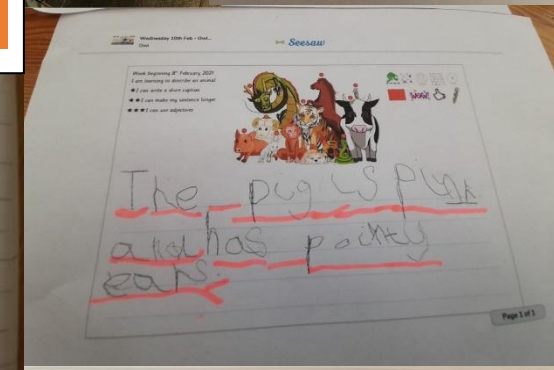 Wednesday 10th Feb - Owl...
Owl
Seesaw
Week beginning 8th February, 2021
I am learning to describe an animal
★ I can write a short caption
★★ I can make my sentence longer
★★★ I can use adjectives
The pig is pink
and has pointy
ears.
Page 1 of 1